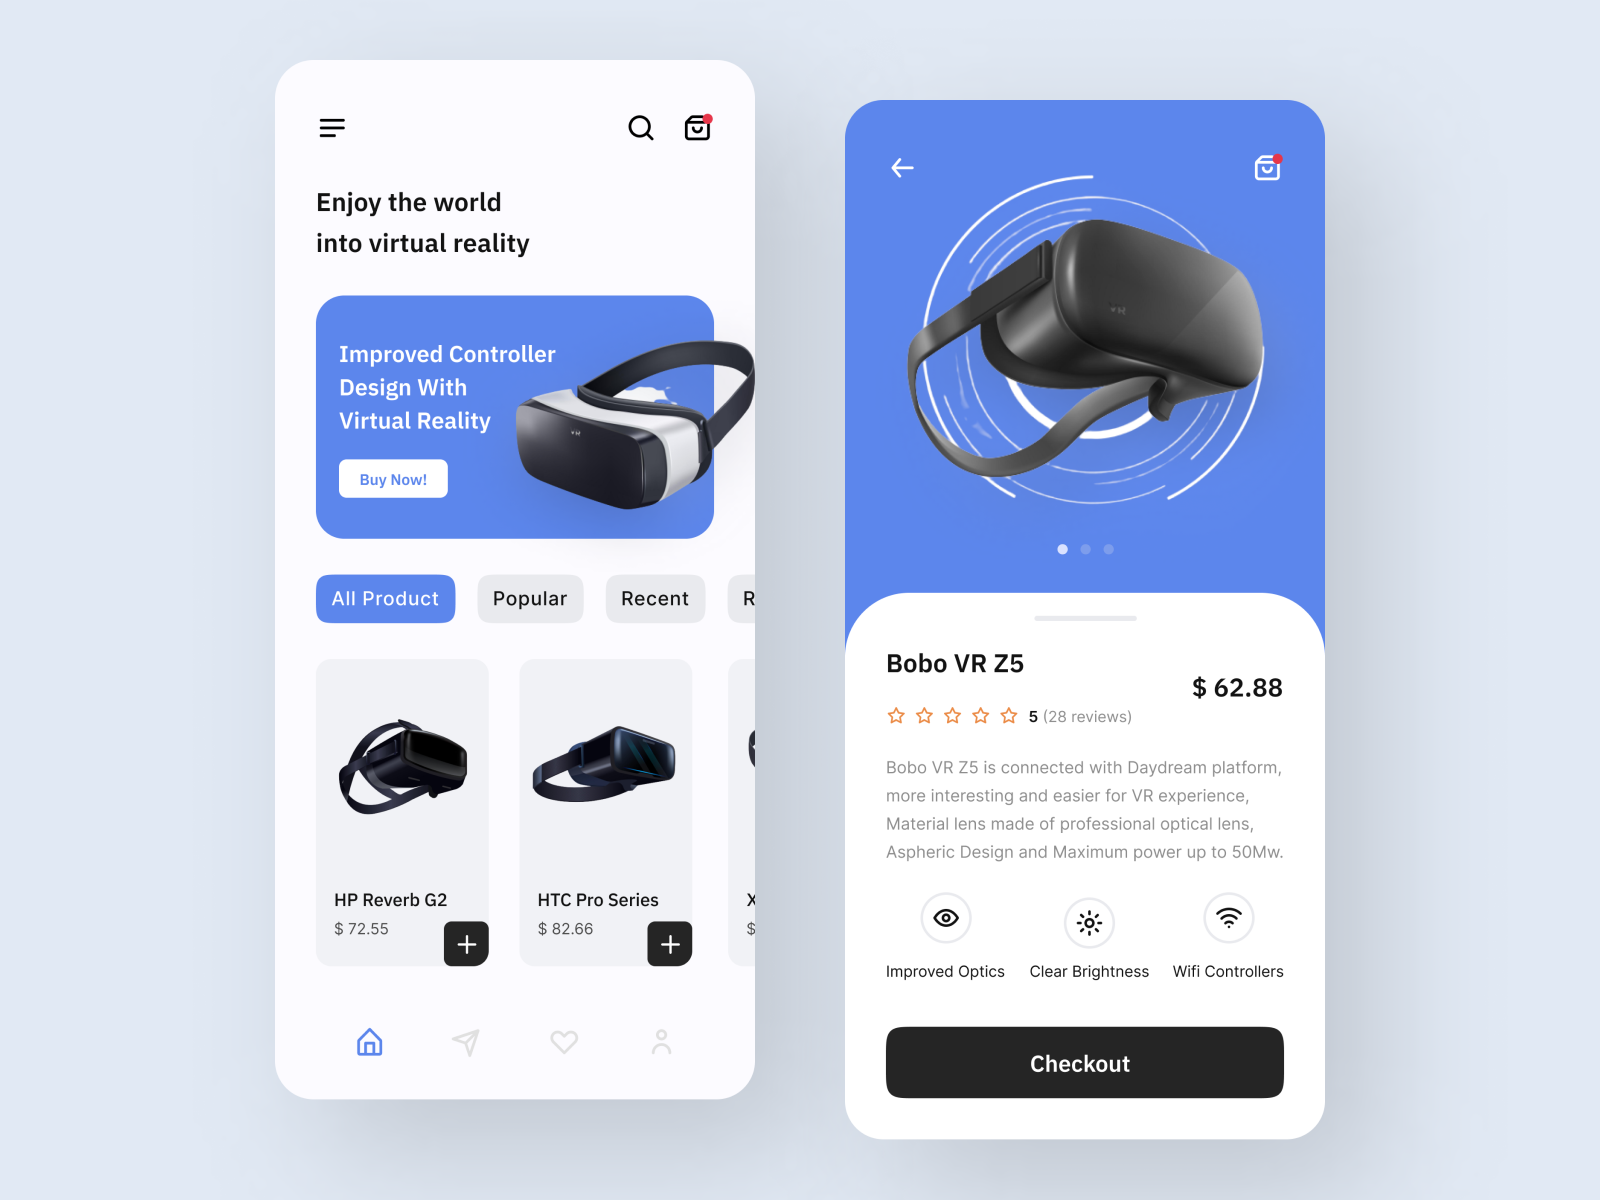 Enjoy the world
into virtual reality
Improved Controller
Design With
Virtual Reality
VR
Buy Now!
All Product
Popular
Recent
R
HP Reverb G2
$ 72.55
HTC Pro Series
$ 82.66
X
$
VR
Bobo VR Z5
$ 62.88
5 (28 reviews)
Bobo VR Z5 is connected with Daydream platform,
more interesting and easier for VR experience,
Material lens made of professional optical lens,
Aspheric Design and Maximum power up to 50Mw.
Improved Optics
Clear Brightness
Wifi Controllers
Checkout